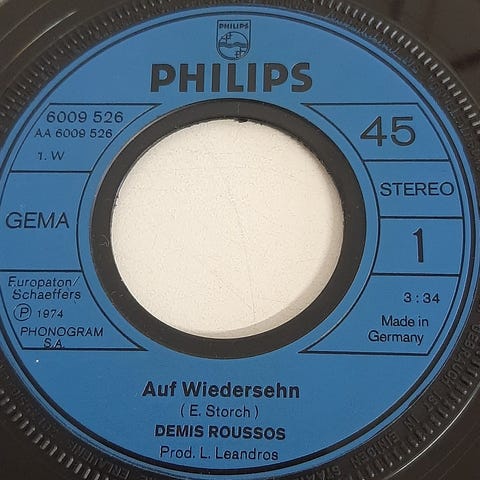 PHILIPS
PHILIPS
6009 526
AA 6009 526
1. W
45
STEREO
GEMA
1
Europaton/
Schaeffers
Ⓟ 1974
PHONOGRAM
S.A.
3:34
Made in
Germany
Auf Wiedersehn
( E. Storch )
DEMIS ROUSSOS
Prod. L. Leandros